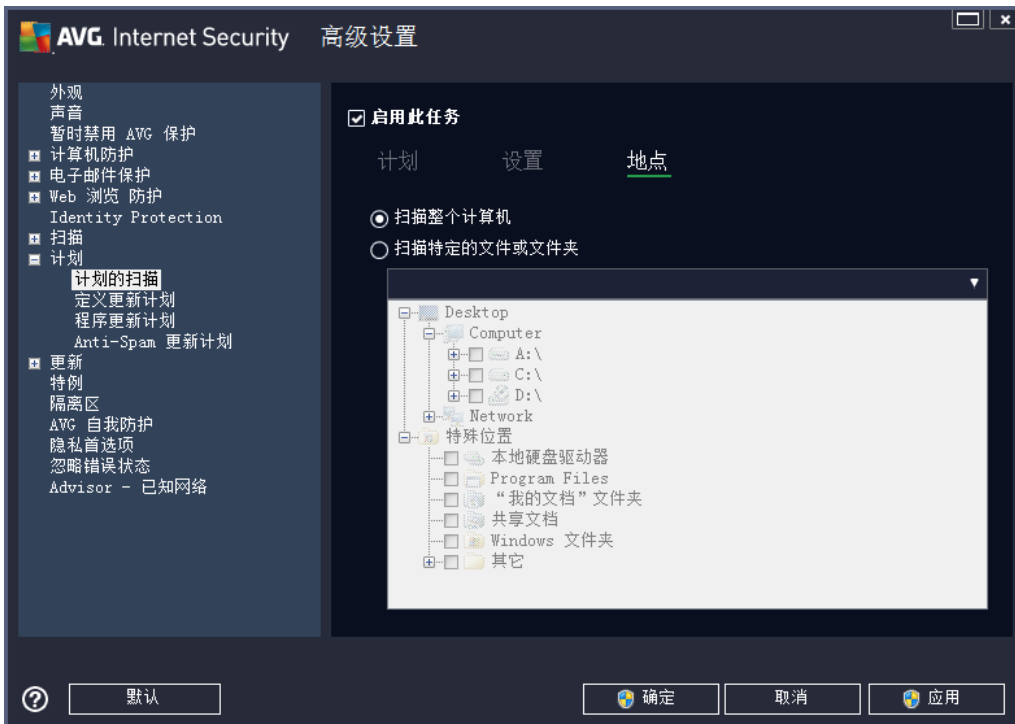 AVG. Internet Security 高级设置
外观
声音
暂时禁用 AVG 保护
计算机防护
电子邮件保护
Web 浏览 防护
Identity Protection
扫描
计划
计划的扫描
定义更新计划
程序更新计划
Anti-Spam 更新计划
更新
特例
隔离区
AVG 自我防护
隐私首选项
忽略错误状态
Advisor - 已知网络
启用此任务
计划 设置 地点
扫描整个计算机
扫描特定的文件或文件夹
Desktop
Computer
A:\
C:\
D:\
Network
特殊位置
本地硬盘驱动器
Program Files
“我的文档”文件夹
共享文档
Windows 文件夹
其它
默认 确定 取消 应用